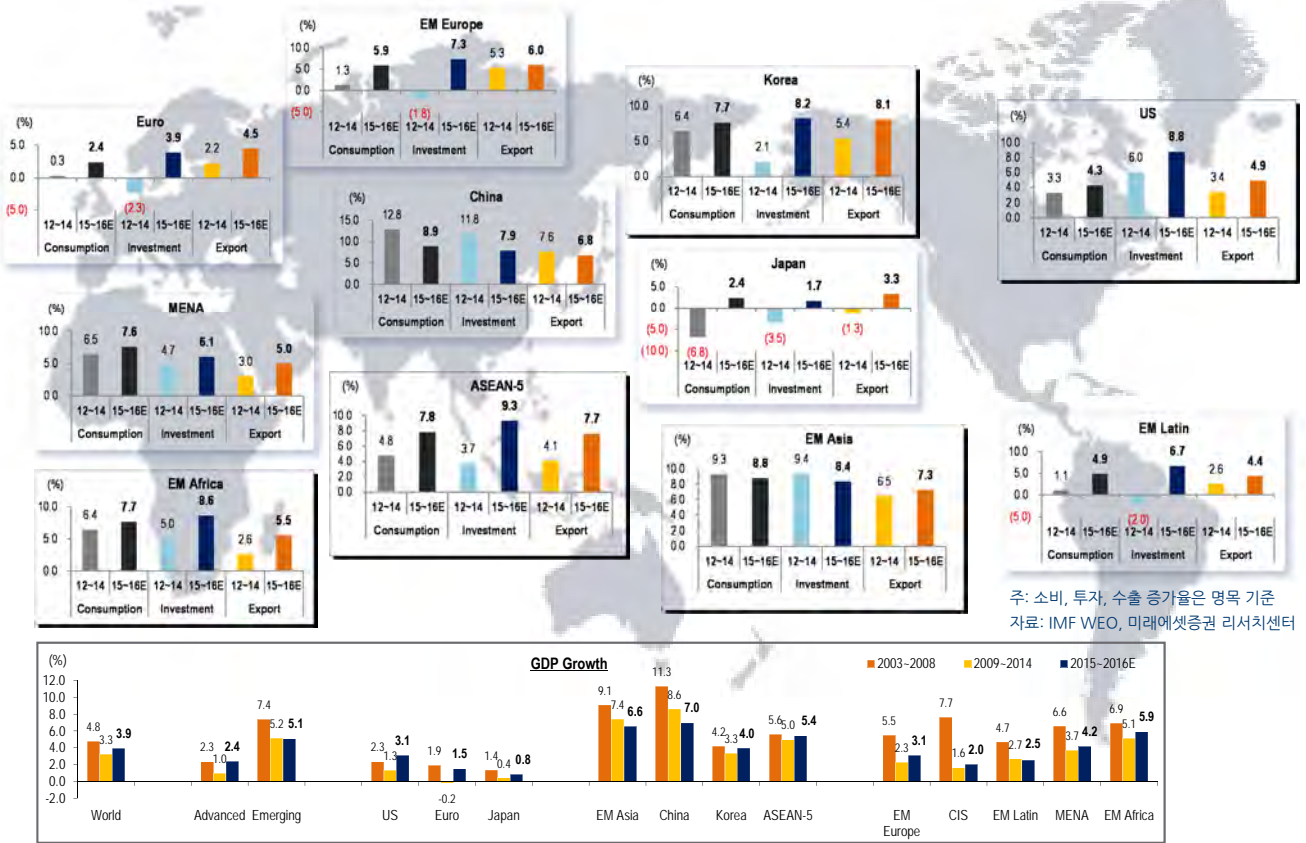 EM Europe
(%)
10.0
5.0
0.0
(5.0)
1.3
5.9
(1.8)
7.3
5.3
6.0
12~14 15~16E 12~14 15~16E 12~14 15~16E
Consumption Investment Export
Euro
(%)
5.0
0.0
(5.0)
0.3
2.4
(2.3)
3.9
2.2
4.5
12~14 15~16E 12~14 15~16E 12~14 15~16E
Consumption Investment Export
China
(%)
15.0
10.0
5.0
0.0
12.8
8.9
11.8
7.9
7.6
6.8
12~14 15~16E 12~14 15~16E 12~14 15~16E
Consumption Investment Export
Korea
(%)
10.0
5.0
0.0
6.4
7.7
2.1
8.2
5.4
8.1
12~14 15~16E 12~14 15~16E 12~14 15~16E
Consumption Investment Export
US
(%)
10.0
8.0
6.0
4.0
2.0
0.0
3.3
4.3
6.0
8.8
3.4
4.9
12~14 15~16E 12~14 15~16E 12~14 15~16E
Consumption Investment Export
Japan
(%)
5.0
0.0
(5.0)
(10.0)
(6.8)
2.4
(3.5)
1.7
(1.3)
3.3
12~14 15~16E 12~14 15~16E 12~14 15~16E
Consumption Investment Export
MENA
(%)
10.0
5.0
0.0
6.5
7.6
4.7
6.1
3.0
5.0
12~14 15~16E 12~14 15~16E 12~14 15~16E
Consumption Investment Export
ASEAN-5
(%)
10.0
8.0
6.0
4.0
2.0
0.0
4.8
7.8
3.7
9.3
4.1
7.7
12~14 15~16E 12~14 15~16E 12~14 15~16E
Consumption Investment Export
EM Asia
(%)
10.0
8.0
6.0
4.0
2.0
0.0
9.3
8.8
9.4
8.4
6.5
7.3
12~14 15~16E 12~14 15~16E 12~14 15~16E
Consumption Investment Export
EM Latin
(%)
10.0
5.0
0.0
(5.0)
1.1
4.9
(2.0)
6.7
2.6
4.4
12~14 15~16E 12~14 15~16E 12~14 15~16E
Consumption Investment Export
EM Africa
(%)
10.0
5.0
0.0
6.4
7.7
5.0
8.6
2.6
5.5
12~14 15~16E 12~14 15~16E 12~14 15~16E
Consumption Investment Export
주: 소비, 투자, 수출 증가율은 명목 기준
자료: IMF WEO, 미래에셋증권 리서치센터
(%)
GDP Growth
2003~2008 2009~2014 2015~2016E
12.0
10.0
8.0
6.0
4.0
2.0
0.0
-2.0
4.8 3.3 3.9
2.3 1.0 2.4
7.4 5.2 5.1
2.3 1.3 3.1
1.9 -0.2 1.5
1.4 0.4 0.8
9.1 7.4 6.6
11.3 8.6 7.0
4.2 3.3 4.0
5.6 5.0 5.4
5.5 2.3 3.1
7.7 1.6 2.0
4.7 2.7 2.5
6.6 3.7 4.2
6.9 5.1 5.9
World Advanced Emerging US Euro Japan EM Asia China Korea ASEAN-5 EM Europe CIS EM Latin MENA EM Africa